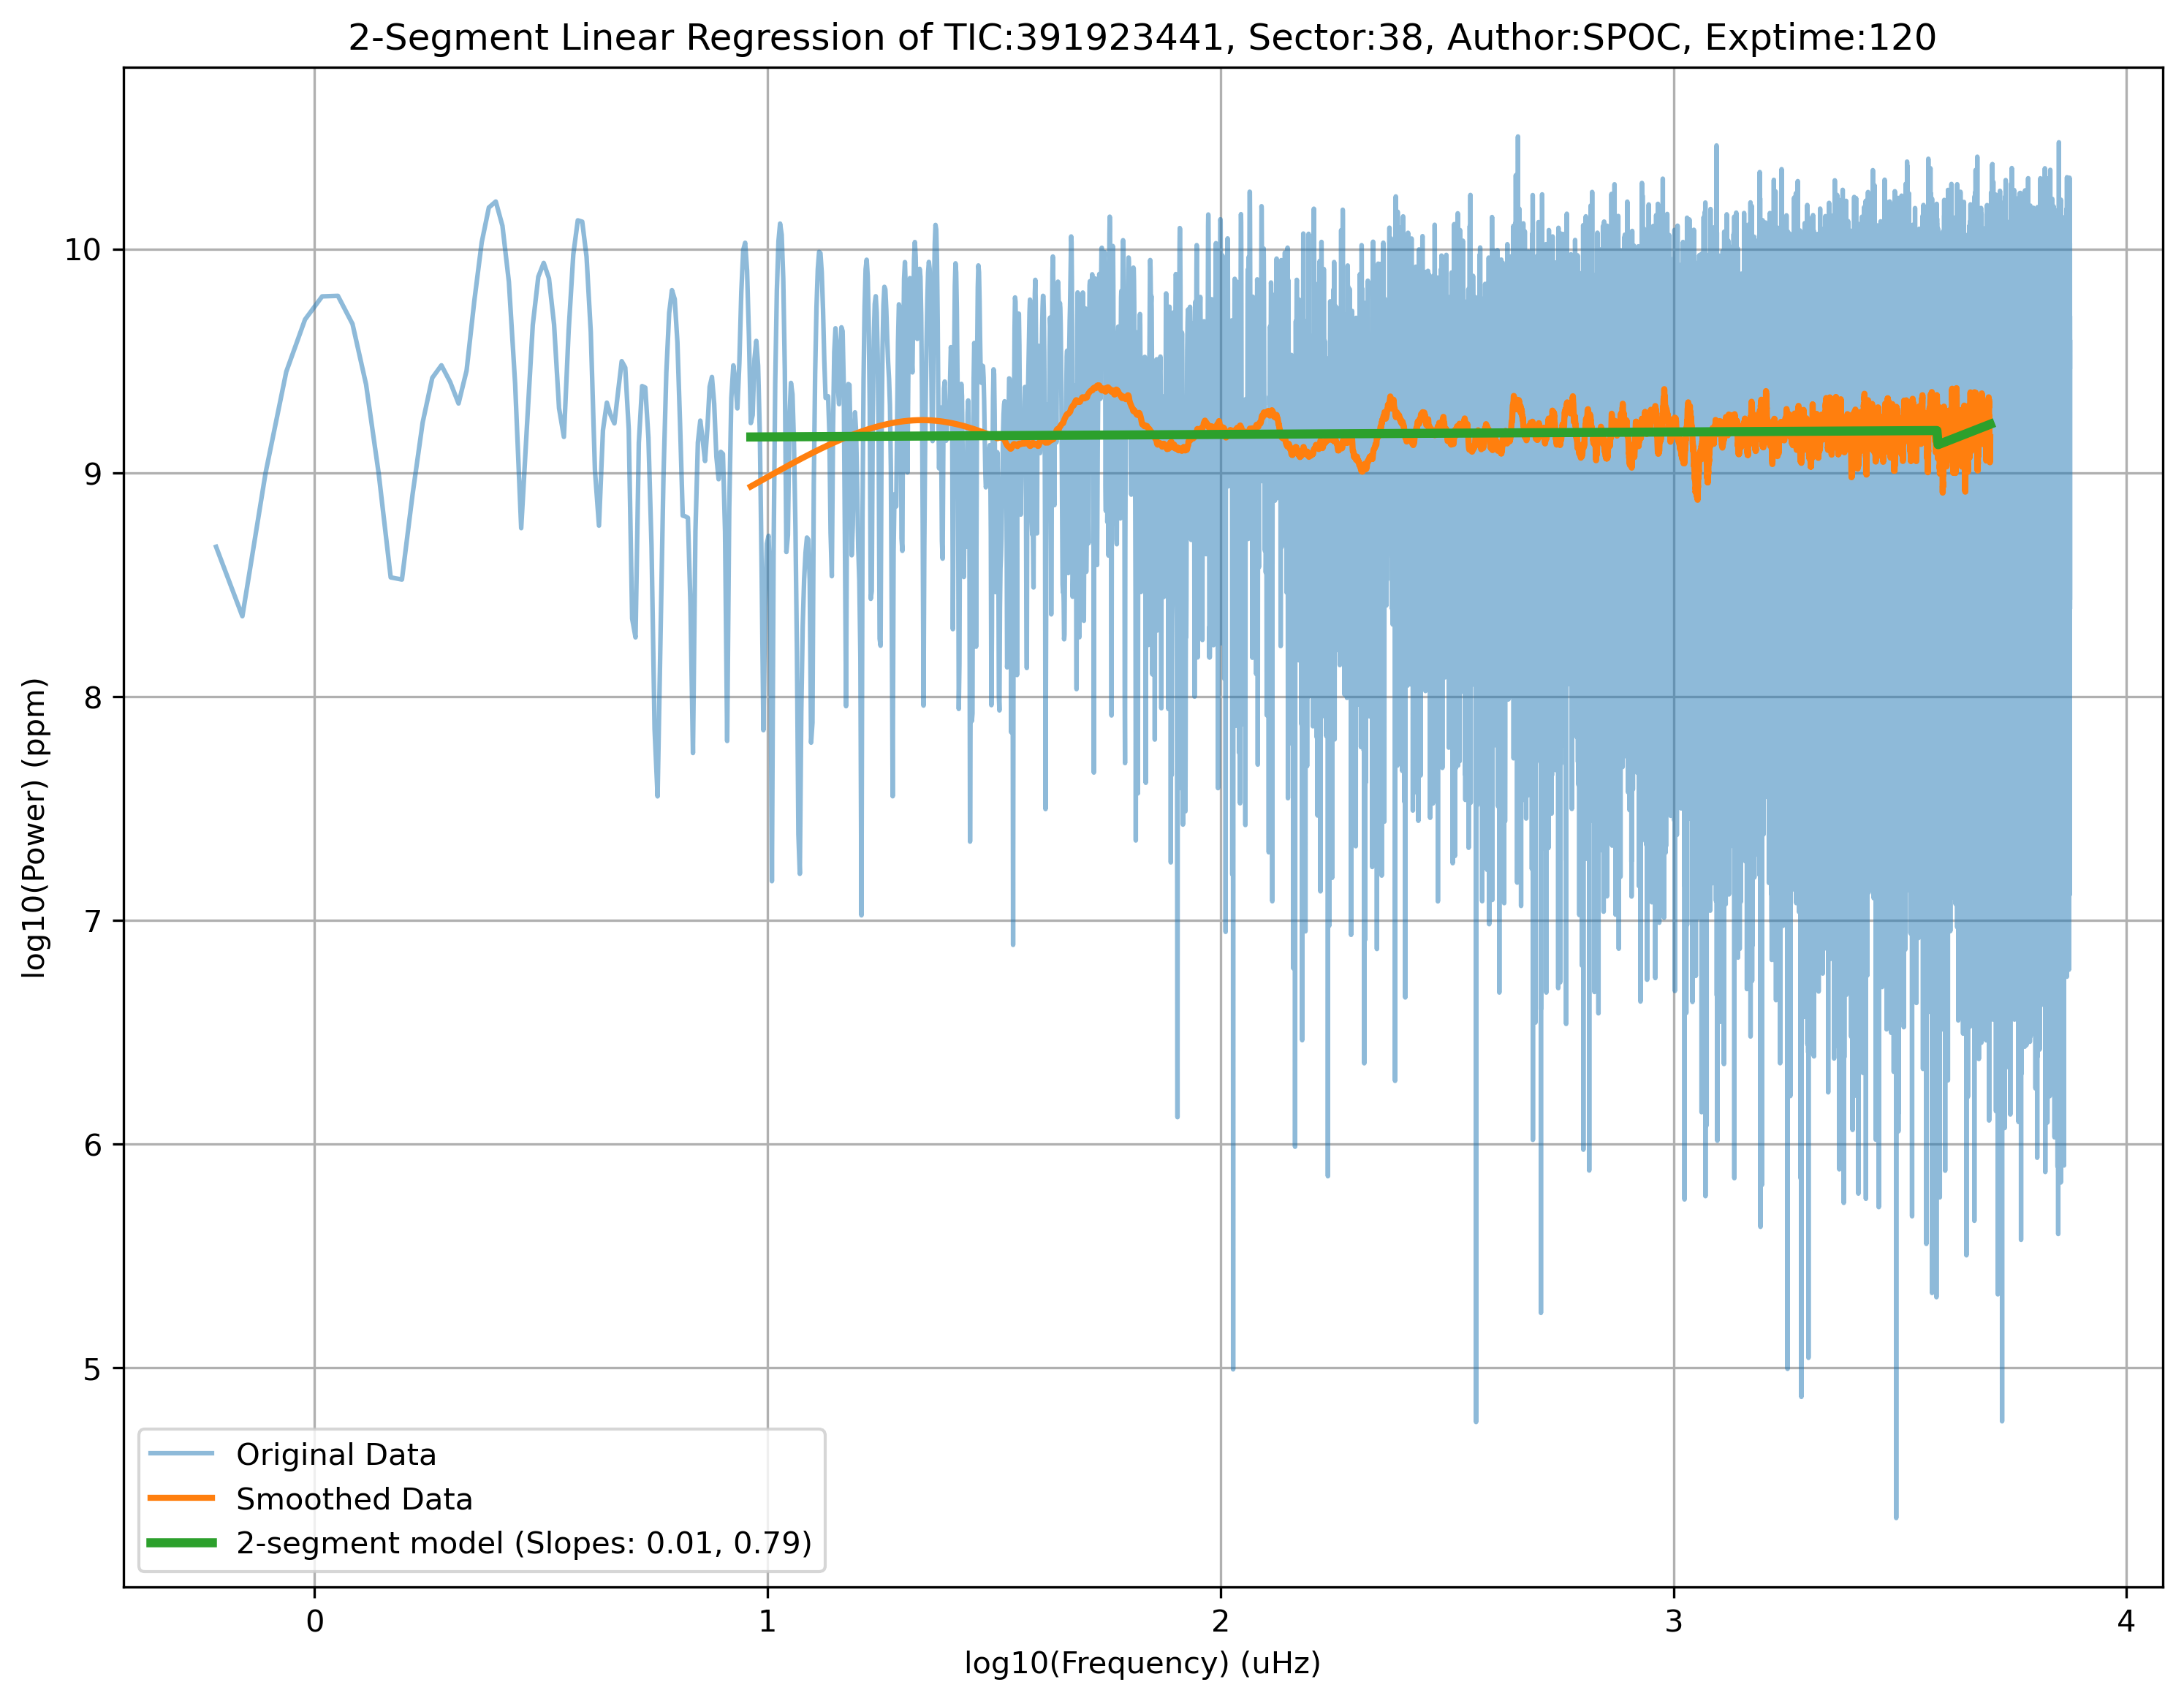 2-Segment Linear Regression of TIC:391923441, Sector:38, Author:SPOC, Exptime:120
log10(Power) (ppm)
10
9
8
7
6
5
Original Data
Smoothed Data
2-segment model (Slopes: 0.01, 0.79)
0 1 2 3 4
log10(Frequency) (uHz)